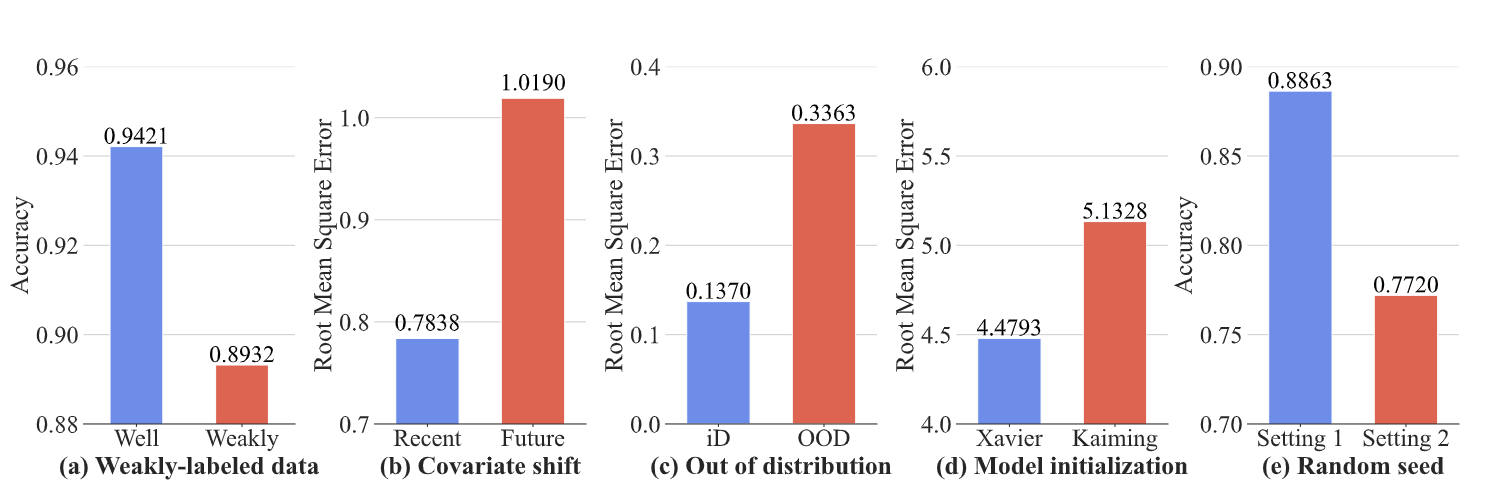 Accuracy
0.96
0.94
0.92
0.90
0.88
0.9421
0.8932
Well Weakly
(a) Weakly-labeled data
Root Mean Square Error
1.0
0.9
0.8
0.7
0.7838
1.0190
Recent Future
(b) Covariate shift
Root Mean Square Error
0.4
0.3
0.2
0.1
0.0
0.1370
0.3363
iD OOD
(c) Out of distribution
Root Mean Square Error
6.0
5.5
5.0
4.5
4.0
4.4793
5.1328
Xavier Kaiming
(d) Model initialization
Accuracy
0.90
0.85
0.80
0.75
0.70
0.8863
0.7720
Setting 1 Setting 2
(e) Random seed